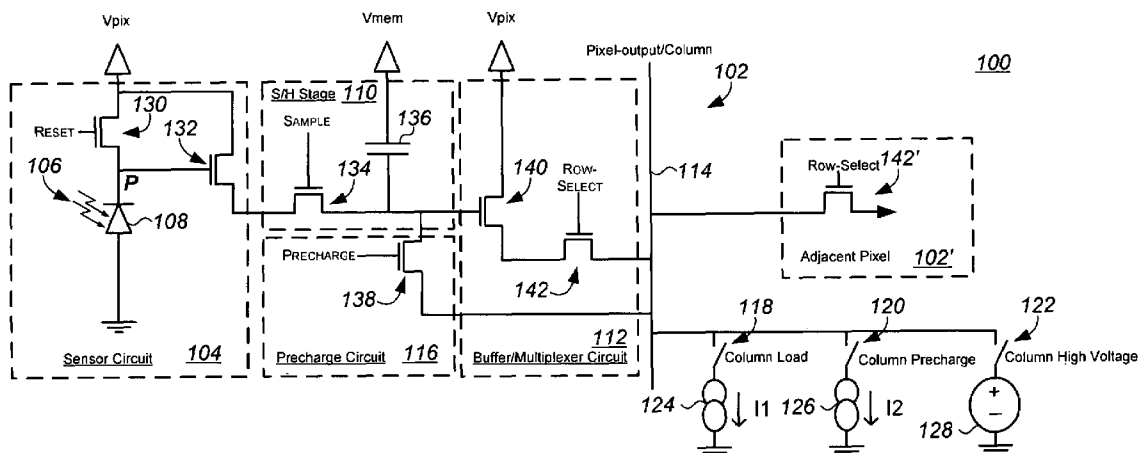 Vpix
Vmem
Vpix
Pixel-output/Column
102
100
130
S/H Stage 110
RESET
132
SAMPLE
136
134
140
ROW-
SELECT
114
Row-Select 142'
106
P
108
PRECHARGE
138
142
Adjacent Pixel 102'
118
120
122
Sensor Circuit 104
Precharge Circuit 116
112
Buffer/Multiplexer Circuit
Column Load
Column Precharge
Column High Voltage
124
I1
126
I2
+
−
128